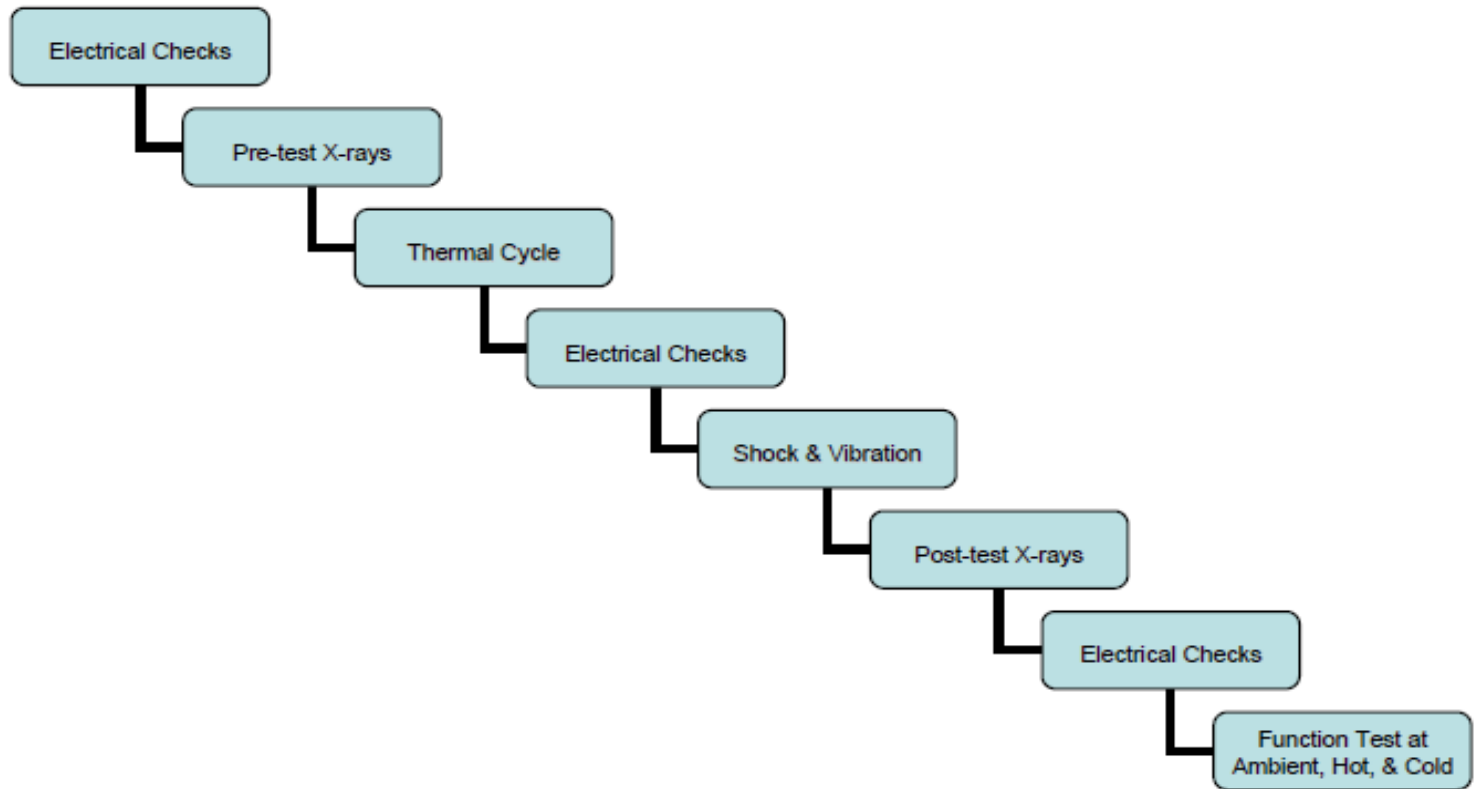 Electrical Checks
Pre-test X-rays
Thermal Cycle
Electrical Checks
Shock & Vibration
Post-test X-rays
Electrical Checks
Function Test at
Ambient, Hot, & Cold